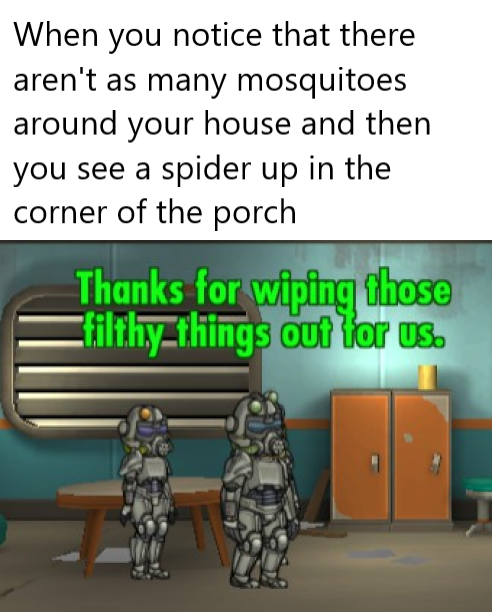 When you notice that there
aren't as many mosquitoes
around your house and then
you see a spider up in the
corner of the porch
Thanks for wiping those
filthy things out for us.